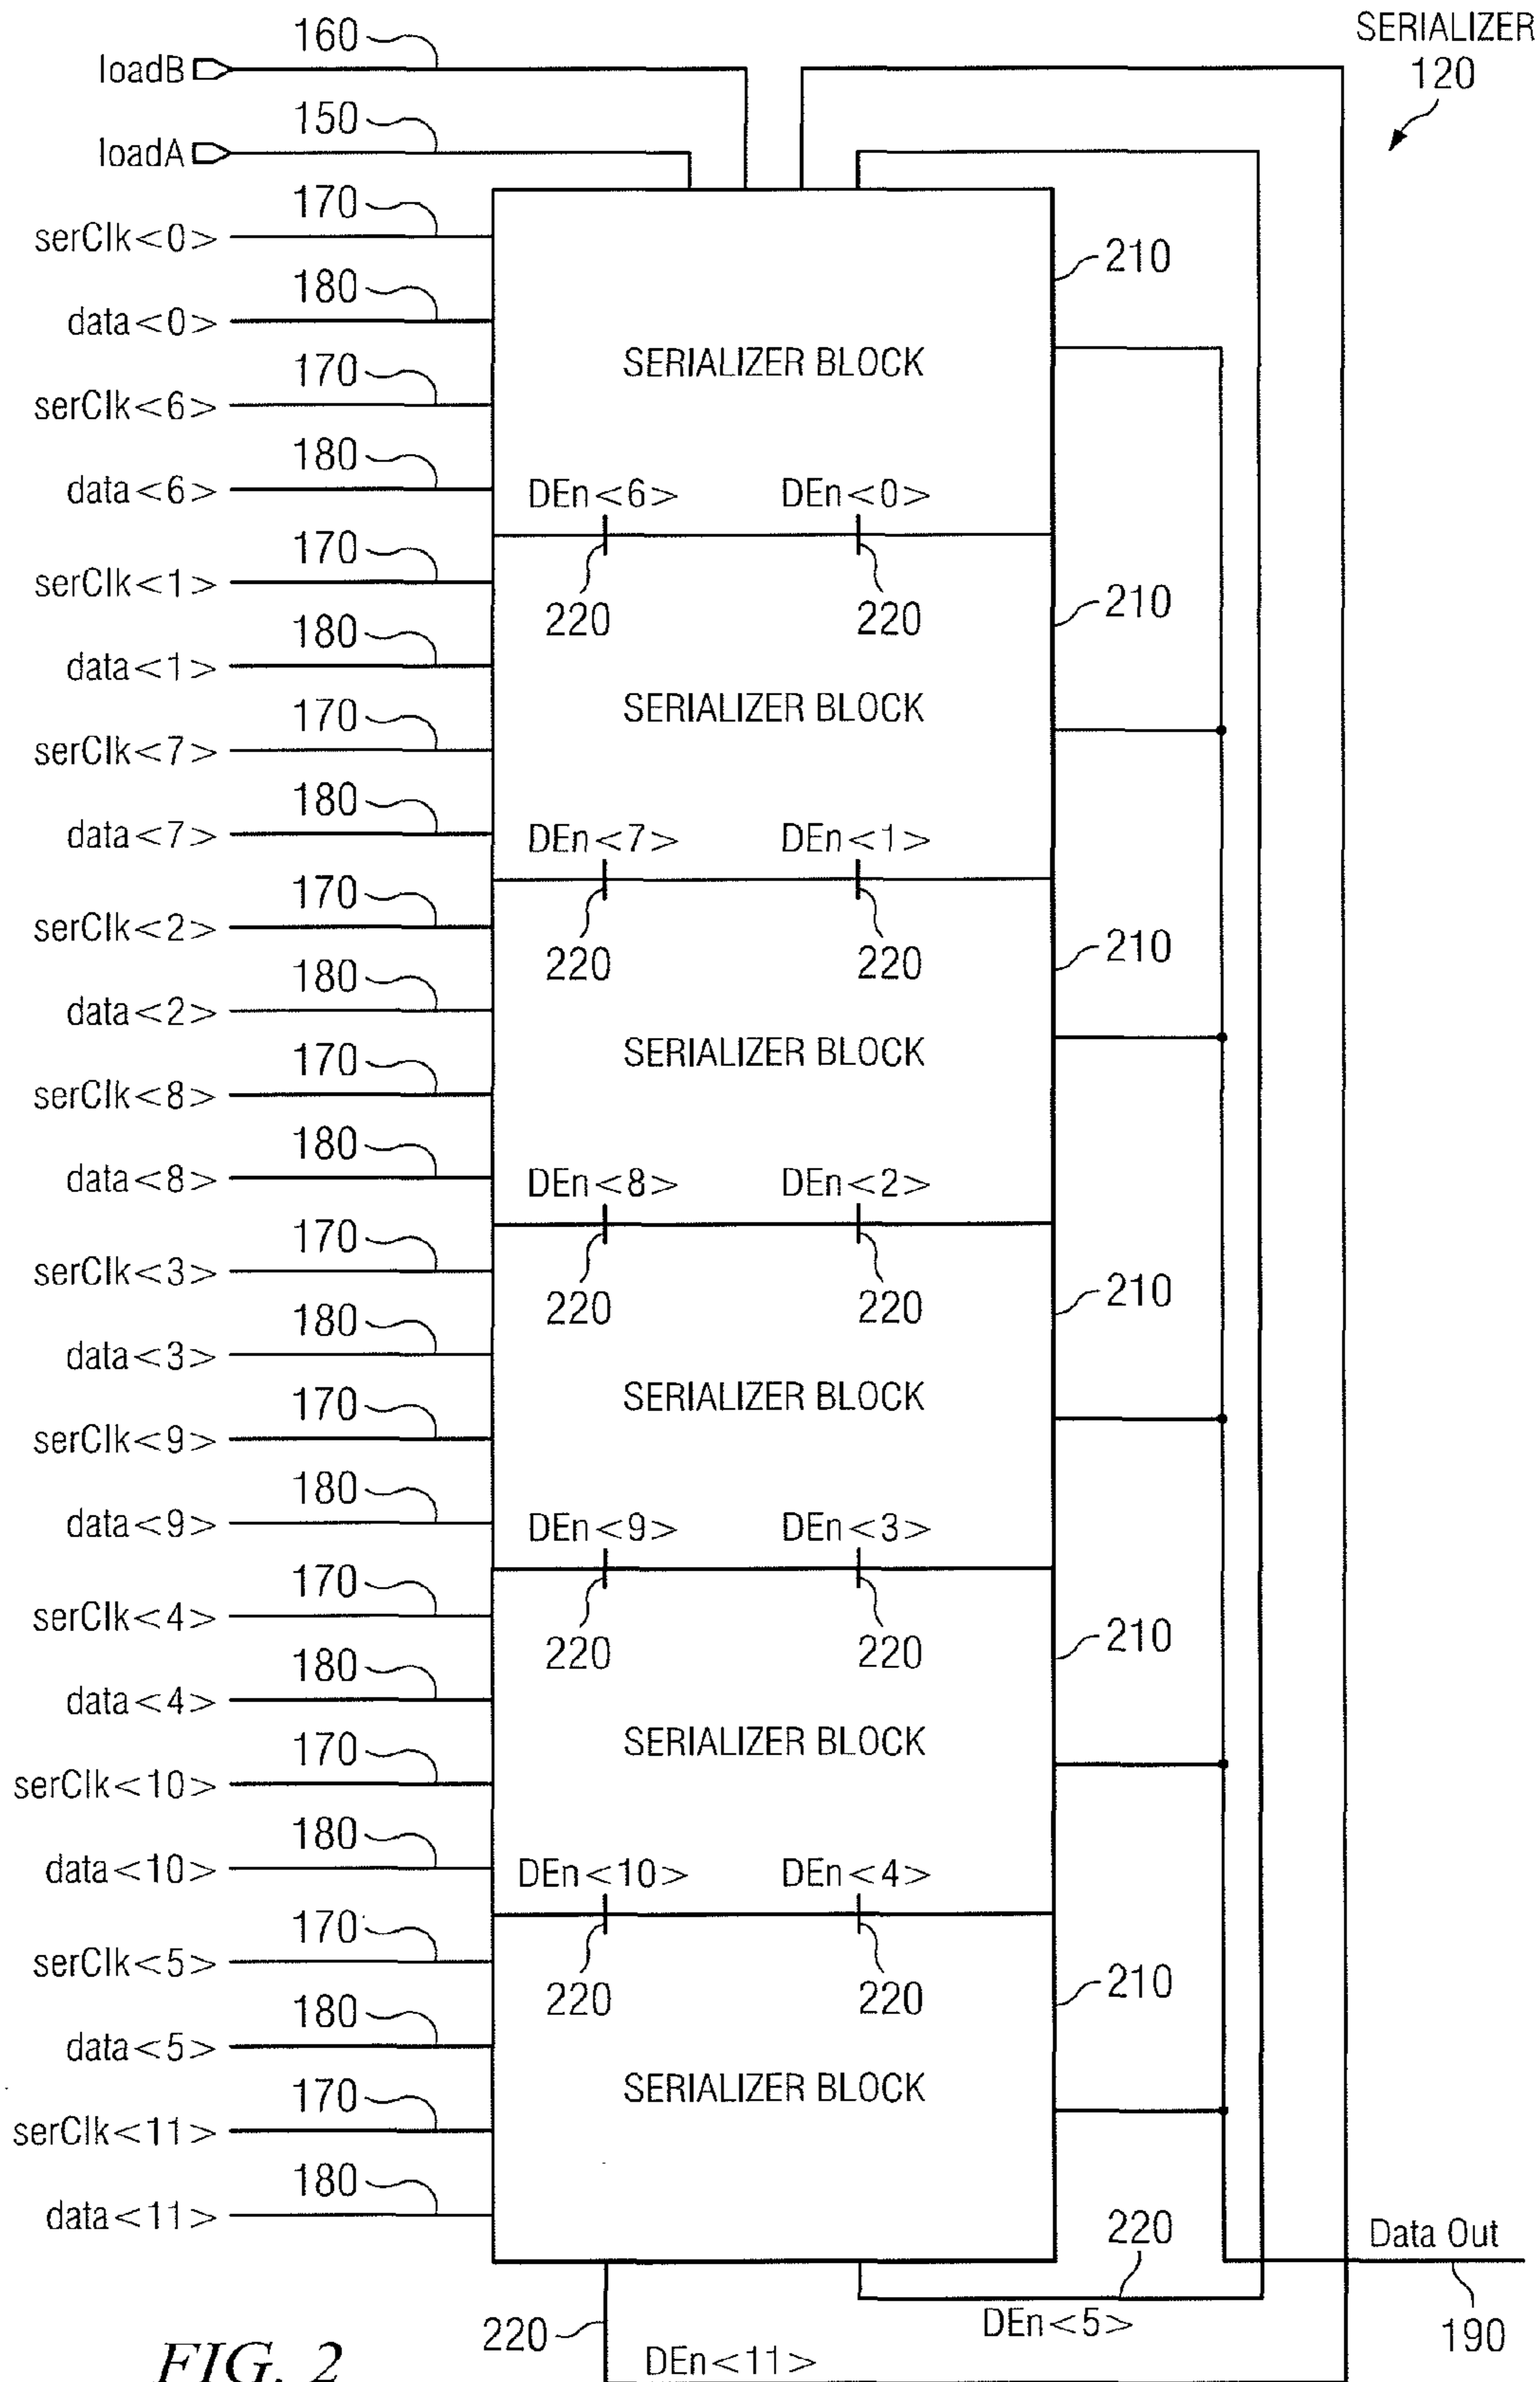 SERIALIZER
120
loadB 160
loadA 150
serClk<0> 170
210
data<0> 180
SERIALIZER BLOCK
serClk<6> 170
data<6> 180
DEn<6> DEn<0>
serClk<1> 170
220 220
210
data<1> 180
SERIALIZER BLOCK
serClk<7> 170
data<7> 180
DEn<7> DEn<1>
serClk<2> 170
220 220
210
data<2> 180
SERIALIZER BLOCK
serClk<8> 170
data<8> 180
DEn<8> DEn<2>
serClk<3> 170
220 220
210
data<3> 180
SERIALIZER BLOCK
serClk<9> 170
data<9> 180
DEn<9> DEn<3>
serClk<4> 170
220 220
210
data<4> 180
SERIALIZER BLOCK
serClk<10> 170
data<10> 180
DEn<10> DEn<4>
serClk<5> 170
220 220
210
data<5> 180
SERIALIZER BLOCK
serClk<11> 170
data<11> 180
220
Data Out
190
220
DEn<5>
DEn<11>
FIG. 2